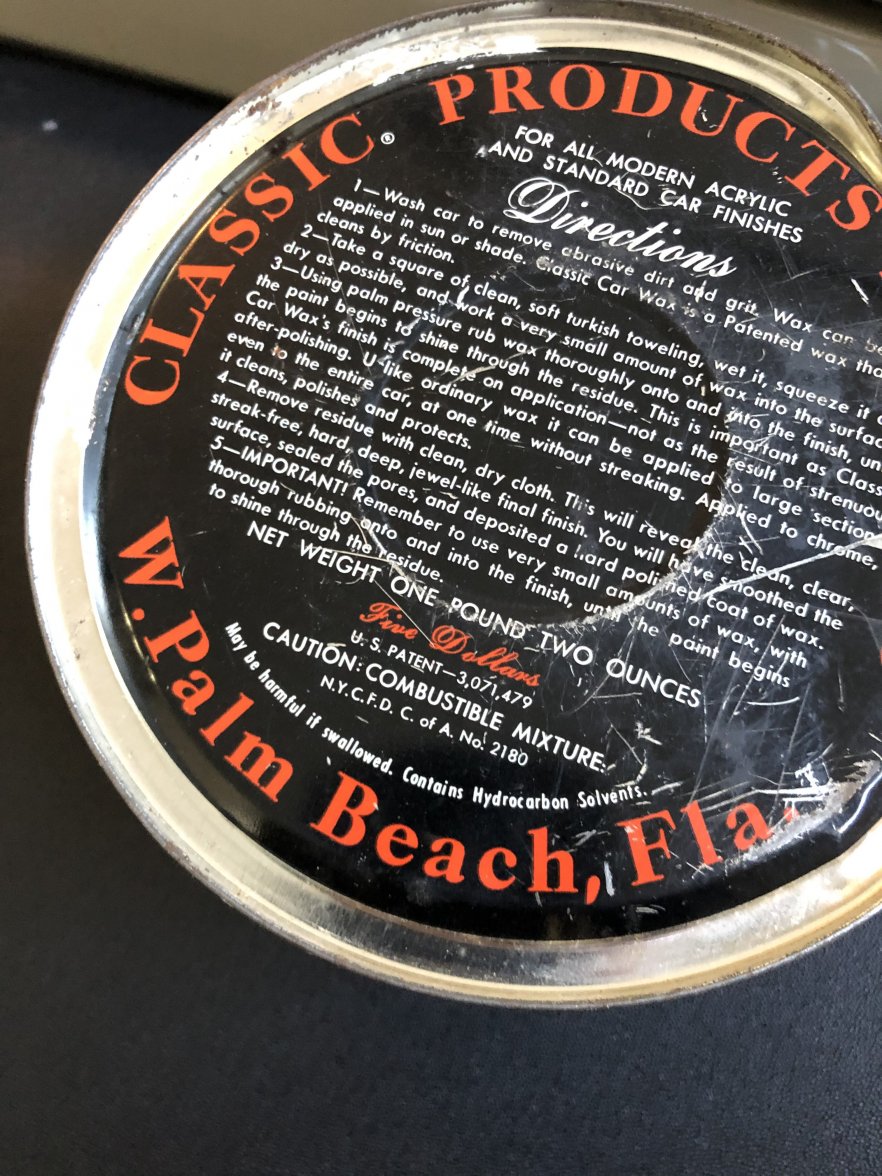 CLASSIC® PRODUCTS
FOR ALL MODERN ACRYLIC
AND STANDARD CAR FINISHES
Directions
1—Wash car to remove abrasive dirt and grit. Wax can be
applied in sun or shade. Classic Car Wax is a Patented wax
cleans by friction.
2—Take a square of clean, soft turkish toweling, wet it, squeeze it
dry as possible, and work a very small amount of wax into the
3—Using palm pressure rub wax thoroughly onto and into the finish,
the paint begins to shine through the residue. This is important as
Car Wax's finish is complete on application—not as the result of
after-polishing. Unlike ordinary wax it can be applied to large
even to the entire car, at one time without streaking. Applied to chrome,
it cleans, polishes and protects.
4—Remove residue with clean, dry cloth. This will reveal the clean, clear,
streak-free, hard, deep, jewel-like final finish. You will have smoothed the
surface, sealed the pores, and deposited a hard polished coat of wax.
5—IMPORTANT! Remember to use very small amounts of wax, with
thorough rubbing onto and into the finish, until the paint begins
to shine through the residue.
NET WEIGHT ONE POUND TWO OUNCES
Five Dollars
U. S. PATENT—3,071,479
CAUTION: COMBUSTIBLE MIXTURE.
N.Y.C.F.D. C. of A. No. 2180
May be harmful if swallowed. Contains Hydrocarbon Solvents.
W. Palm Beach, Fla.